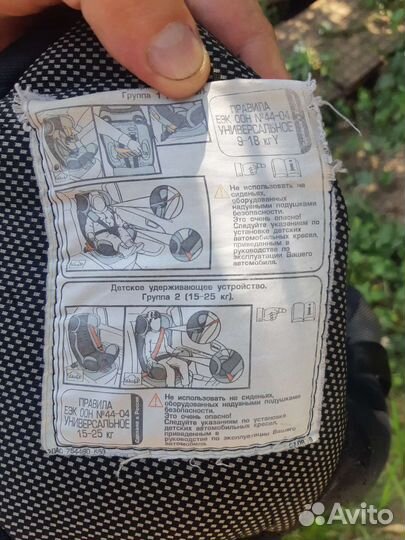 Группа 1
ПРАВИЛА
ЕЭК ООН №44-04
УНИВЕРСАЛЬНОЕ
9-18 кг Y
Не использовать на
сиденьях,
оборудованных
надувными подушками
безопасности.
Это очень опасно!
Следуйте указаниям по
установке детских
автомобильных кресел,
приведенным в
руководстве по
эксплуатации Вашего
автомобиля.
Детское удерживающее устройство.
Группа 2 (15-25 кг).
ПРАВИЛА
ЕЭК ООН №44-04
УНИВЕРСАЛЬНОЕ
15-25 кг
Сделано в России
Не использовать на сиденьях,
оборудованных надувными подушками
безопасности.
Это очень опасно!
Следуйте указаниям по установке
детских автомобильных кресел,
приведенным в
руководстве по эксплуатации Вашего
автомобиля.
Avito